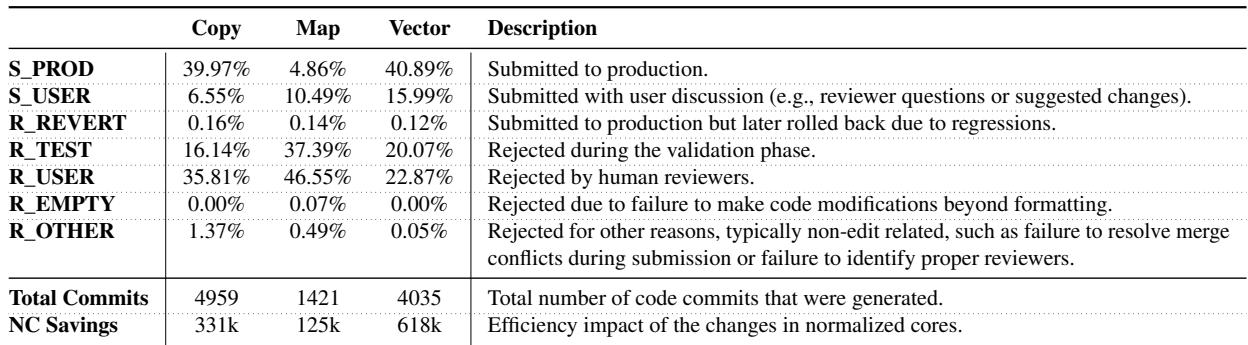 Copy Map Vector Description
S_PROD 39.97% 4.86% 40.89% Submitted to production.
S_USER 6.55% 10.49% 15.99% Submitted with user discussion (e.g., reviewer questions or suggested changes).
R_REVERT 0.16% 0.14% 0.12% Submitted to production but later rolled back due to regressions.
R_TEST 16.14% 37.39% 20.07% Rejected during the validation phase.
R_USER 35.81% 46.55% 22.87% Rejected by human reviewers.
R_EMPTY 0.00% 0.07% 0.00% Rejected due to failure to make code modifications beyond formatting.
R_OTHER 1.37% 0.49% 0.05% Rejected for other reasons, typically non-edit related, such as failure to resolve merge
conflicts during submission or failure to identify proper reviewers.
Total Commits 4959 1421 4035 Total number of code commits that were generated.
NC Savings 331k 125k 618k Efficiency impact of the changes in normalized cores.